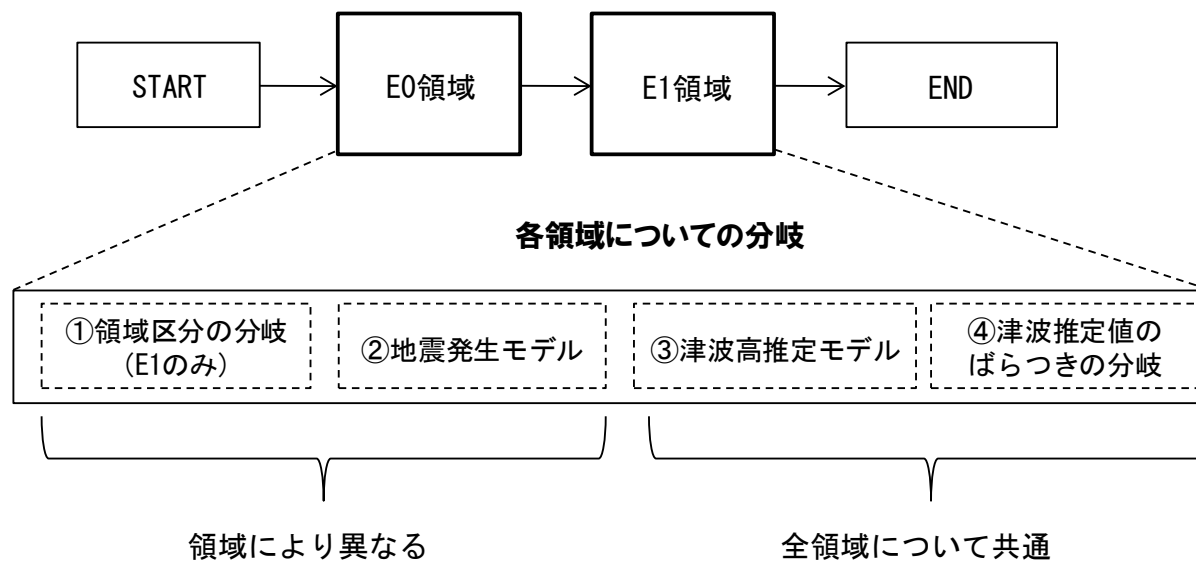 START
E0領域
E1領域
END
各領域についての分岐
①領域区分の分岐
(E1のみ)
②地震発生モデル
③津波高推定モデル
④津波推定値の
ばらつきの分岐
領域により異なる
全領域について共通